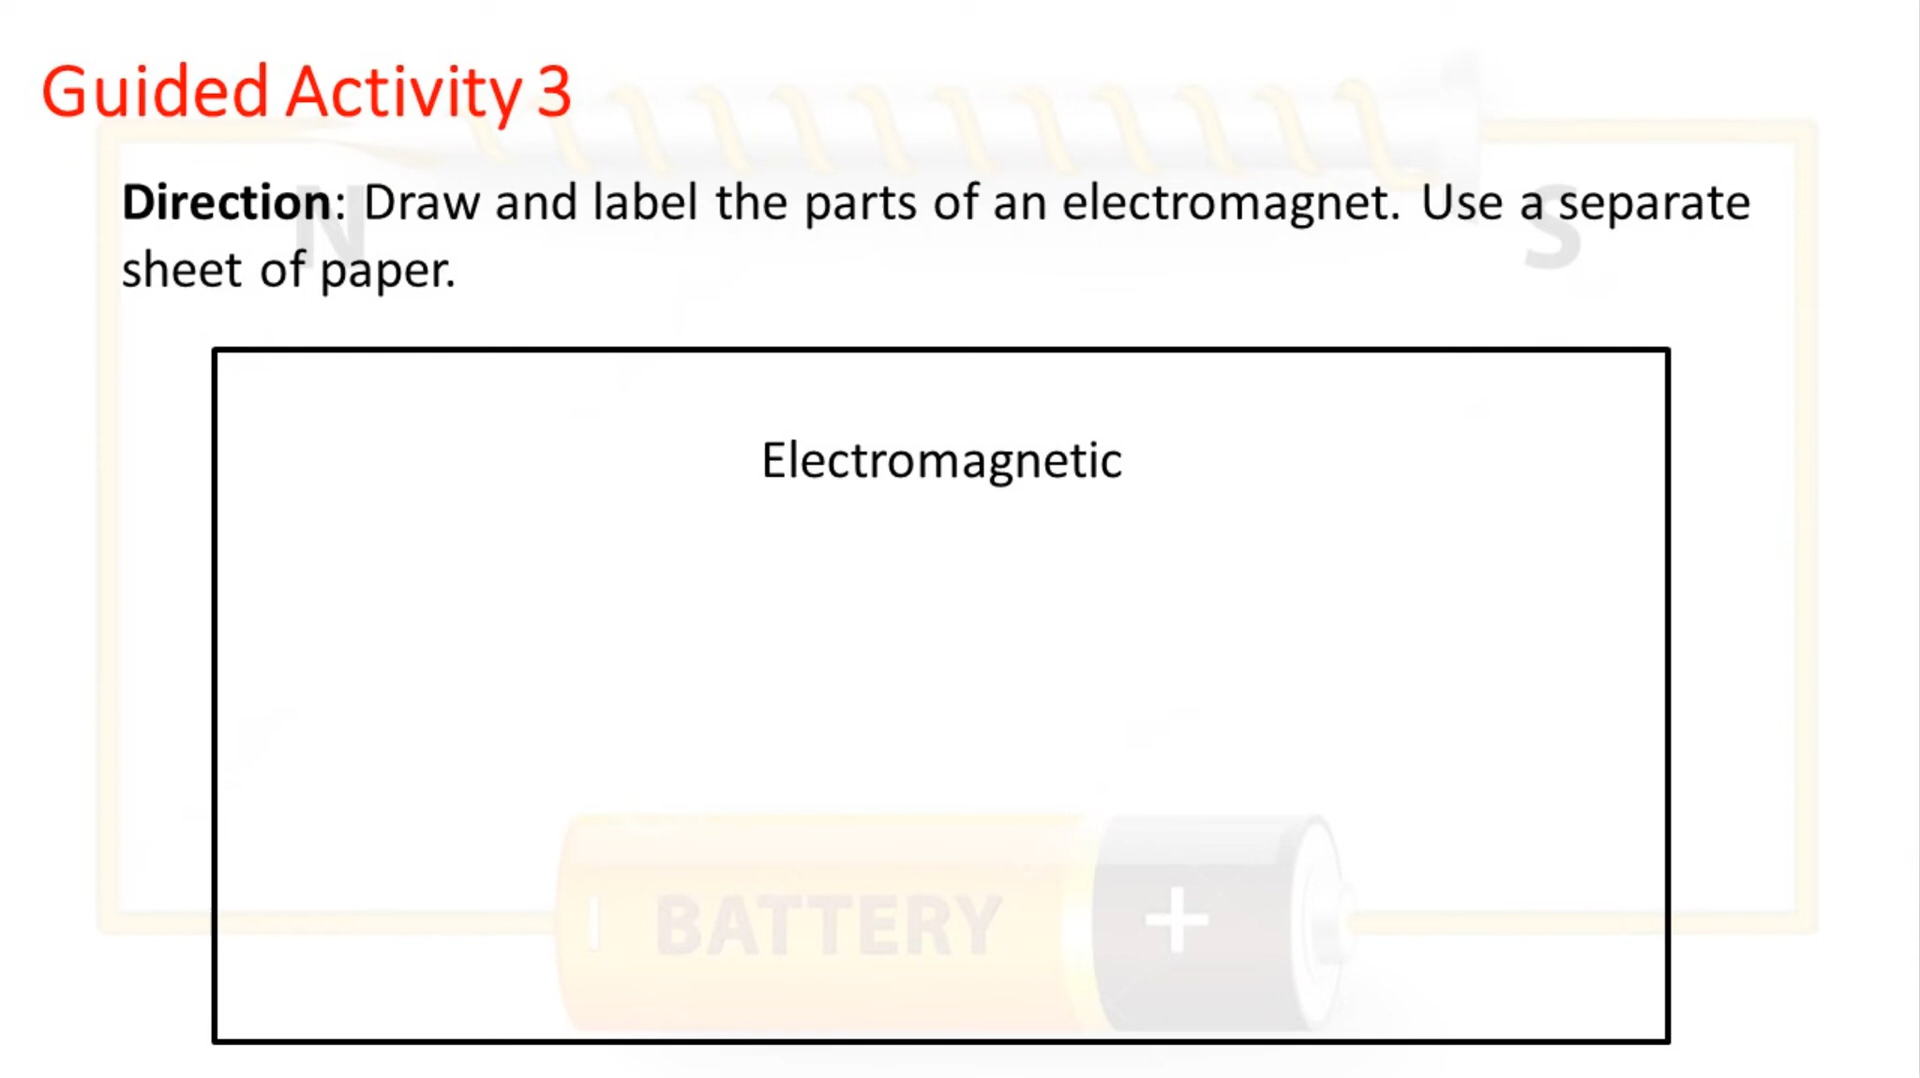 Guided Activity 3
Direction: Draw and label the parts of an electromagnet. Use a separate
sheet of paper.
N
S
Electromagnetic
BATTERY +